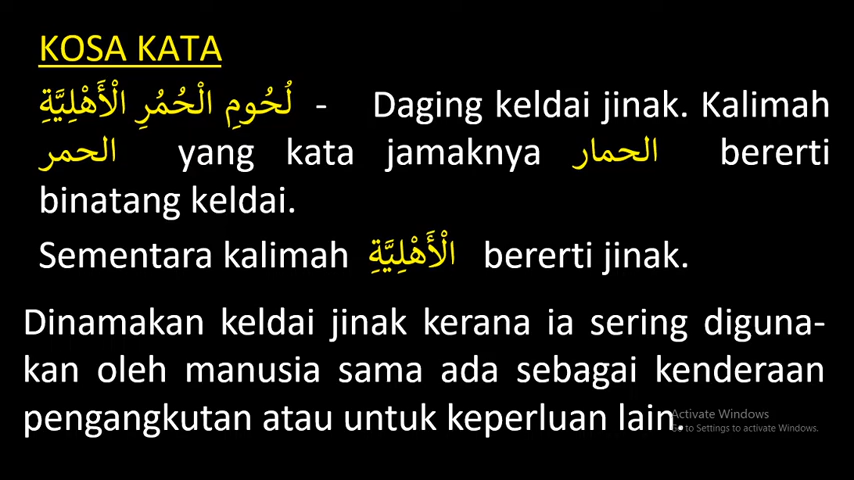 KOSA KATA
لُحُومِ الْحُمُرِ الْأَهْلِيَّةِ - Daging keldai jinak. Kalimah
الحمر yang kata jamaknya الحمار bererti
binatang keldai.
Sementara kalimah الْأَهْلِيَّةِ bererti jinak.
Dinamakan keldai jinak kerana ia sering diguna-
kan oleh manusia sama ada sebagai kenderaan
pengangkutan atau untuk keperluan lain.
Activate Windows
Go to Settings to activate Windows.